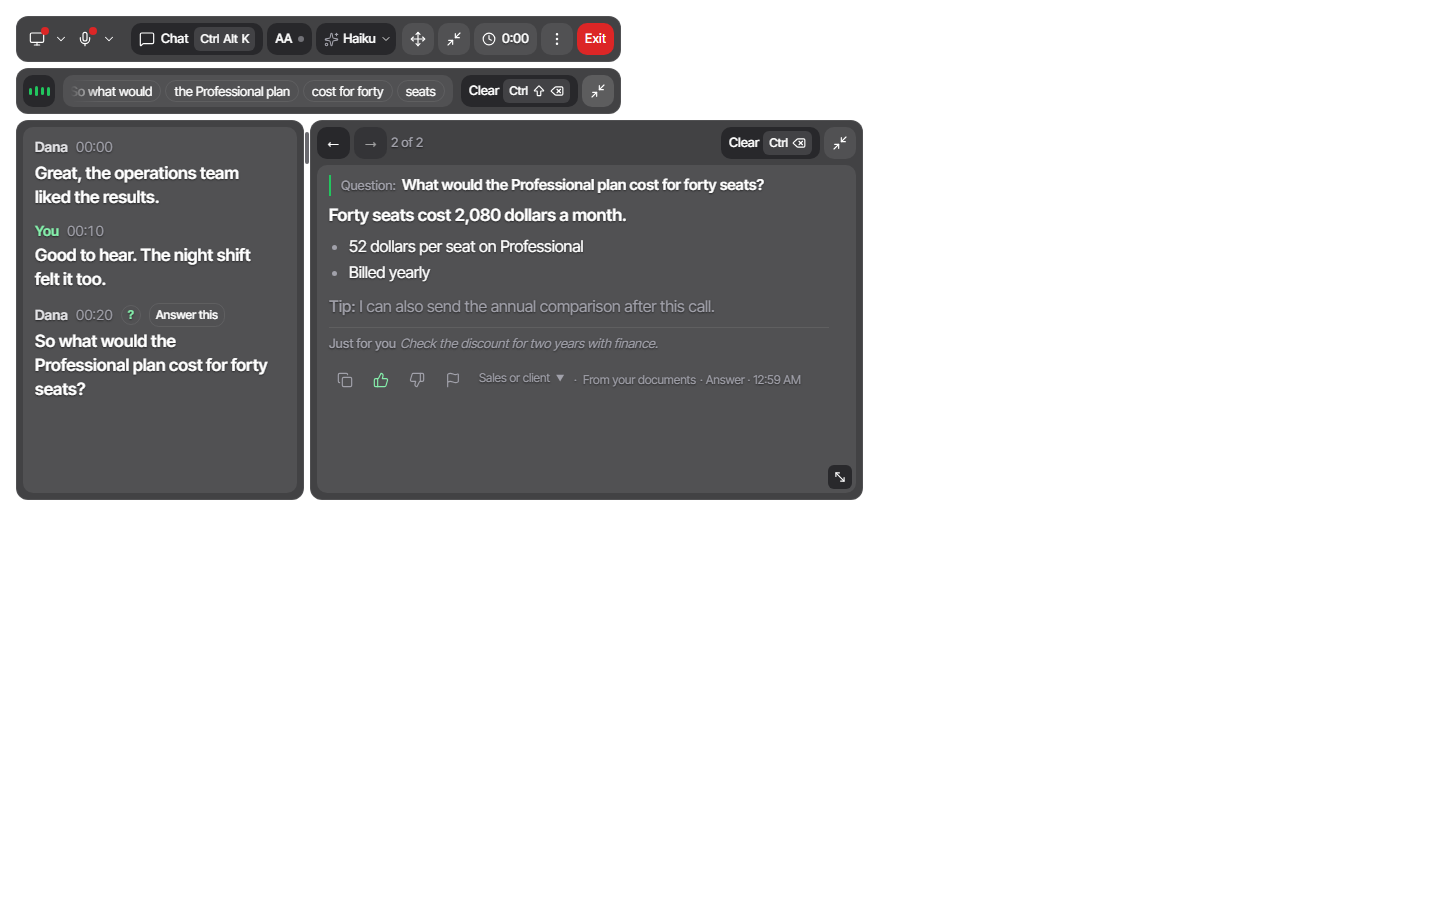 Chat Ctrl Alt K AA Haiku 0:00 Exit
So what would the Professional plan cost for forty seats Clear Ctrl
Dana 00:00
Great, the operations team
liked the results.
You 00:10
Good to hear. The night shift
felt it too.
Dana 00:20 ? Answer this
So what would the
Professional plan cost for forty
seats?
← → 2 of 2 Clear Ctrl
Question: What would the Professional plan cost for forty seats?
Forty seats cost 2,080 dollars a month.
• 52 dollars per seat on Professional
• Billed yearly
Tip: I can also send the annual comparison after this call.
Just for you Check the discount for two years with finance.
Sales or client ▼ · From your documents · Answer · 12:59 AM